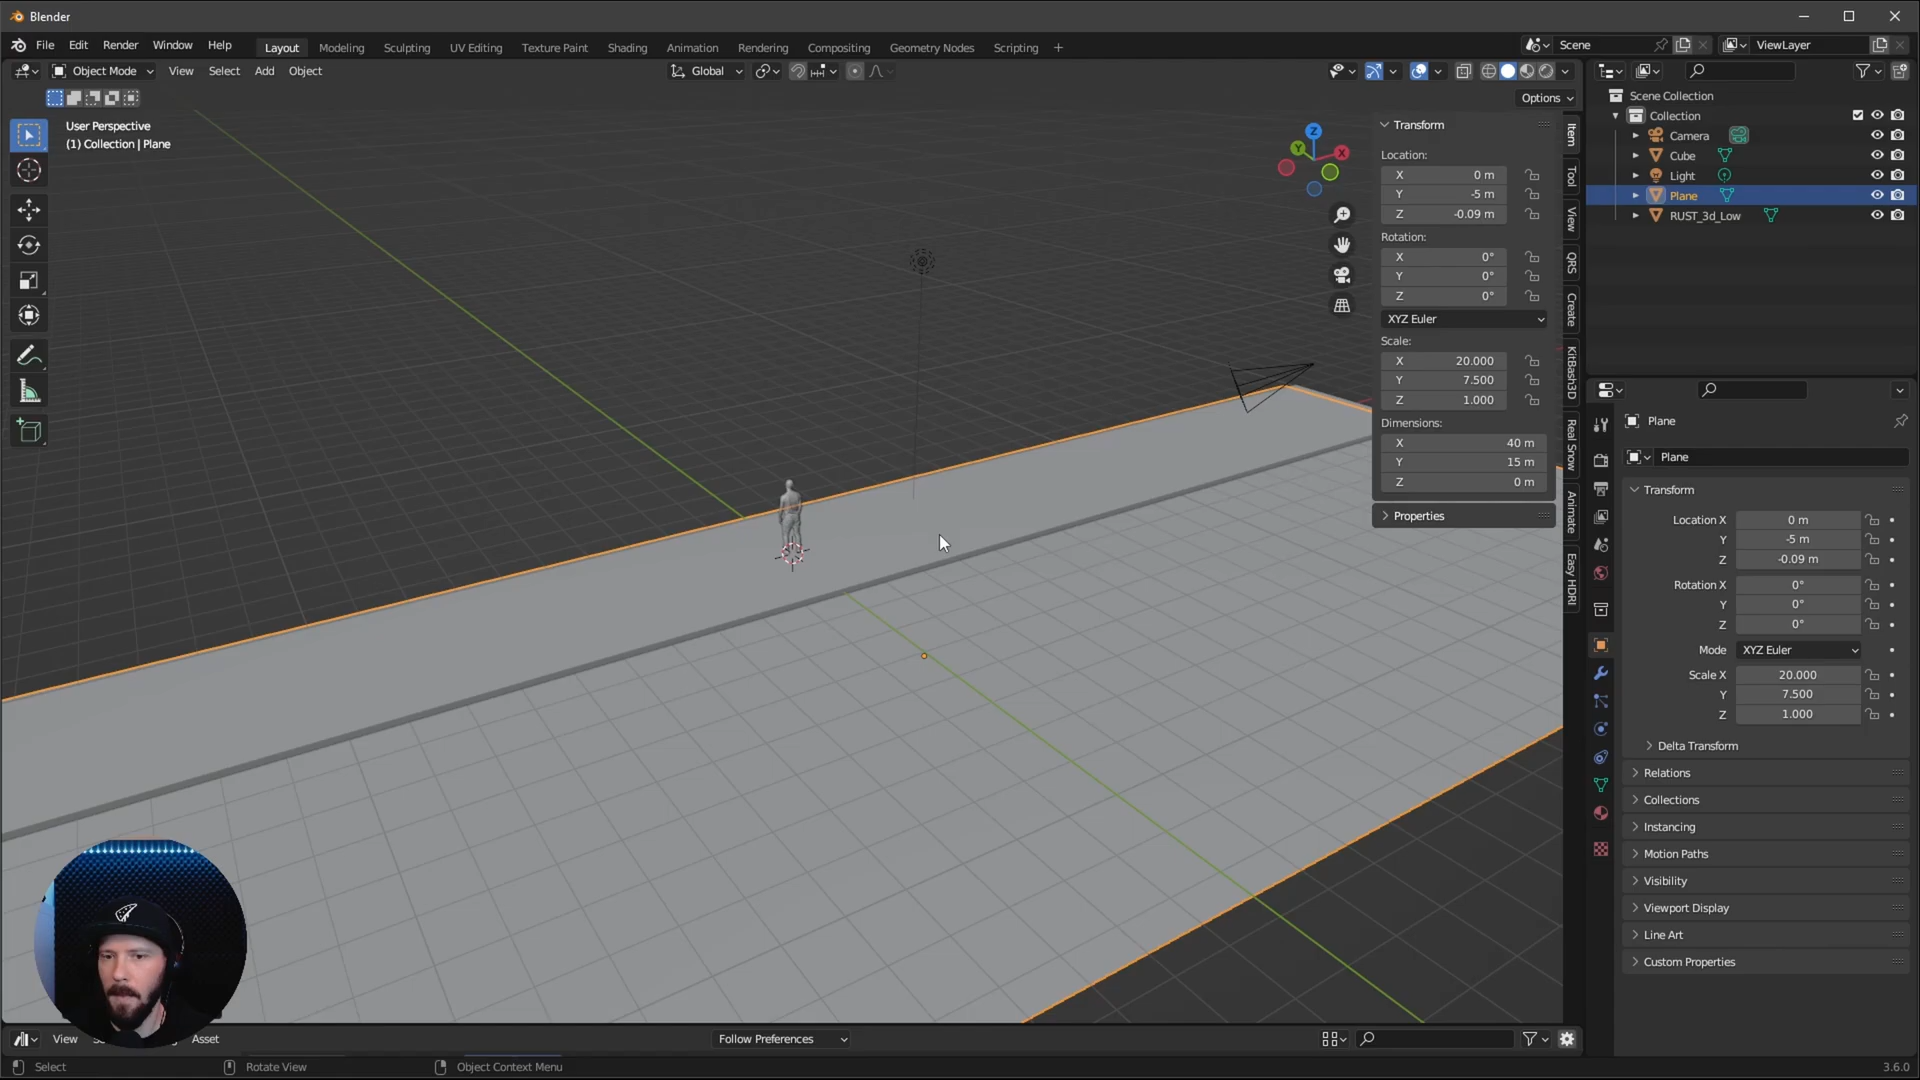 Blender
File Edit Render Window Help
Layout Modeling Sculpting UV Editing Texture Paint Shading Animation Rendering Compositing Geometry Nodes Scripting +
Scene
ViewLayer
Object Mode View Select Add Object
Global
Options
User Perspective
(1) Collection | Plane
Z
Y
X
Transform
Location:
X 0 m
Y -5 m
Z -0.09 m
Rotation:
X 0°
Y 0°
Z 0°
XYZ Euler
Scale:
X 20.000
Y 7.500
Z 1.000
Dimensions:
X 40 m
Y 15 m
Z 0 m
Properties
Item
Tool
View
QRS
Create
KitBash3D
Real Snow
Animate
Easy HDRI
Scene Collection
Collection
Camera
Cube
Light
Plane
RUST_3d_Low
Plane
Plane
Transform
Location X 0 m
Y -5 m
Z -0.09 m
Rotation X 0°
Y 0°
Z 0°
Mode XYZ Euler
Scale X 20.000
Y 7.500
Z 1.000
Delta Transform
Relations
Collections
Instancing
Motion Paths
Visibility
Viewport Display
Line Art
Custom Properties
View Asset
Follow Preferences
Select Rotate View Object Context Menu
3.6.0